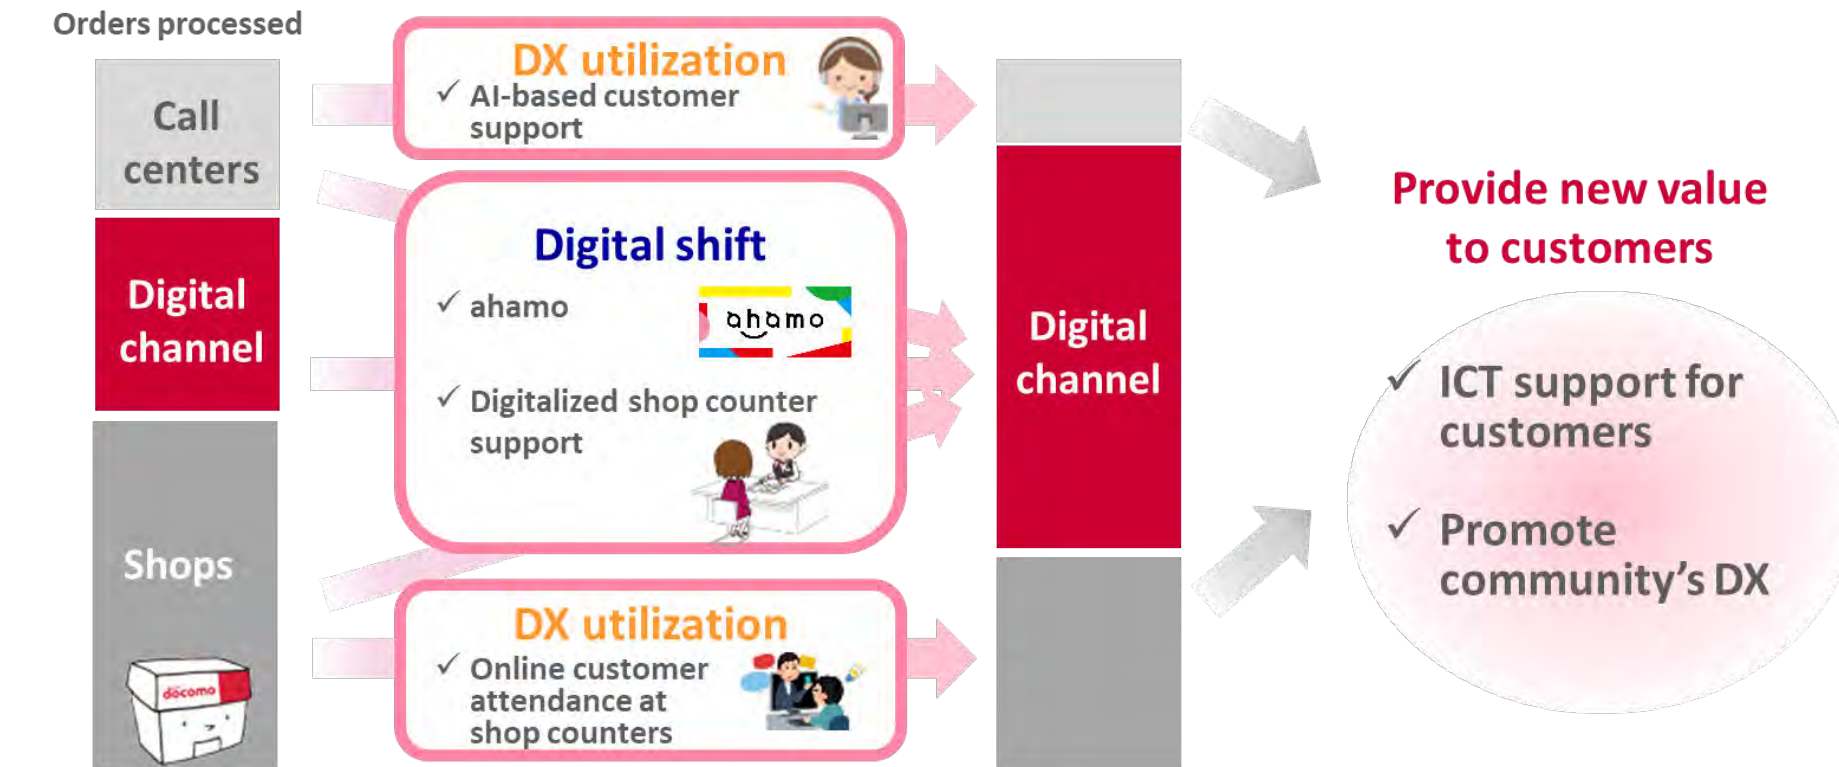 Orders processed
Call
centers
Digital
channel
Shops
döcomo
DX utilization
✓ AI-based customer
support
Digital shift
✓ ahamo
ahamo
✓ Digitalized shop counter
support
DX utilization
✓ Online customer
attendance at
shop counters
Digital
channel
Provide new value
to customers
✓ ICT support for
customers
✓ Promote
community’s DX